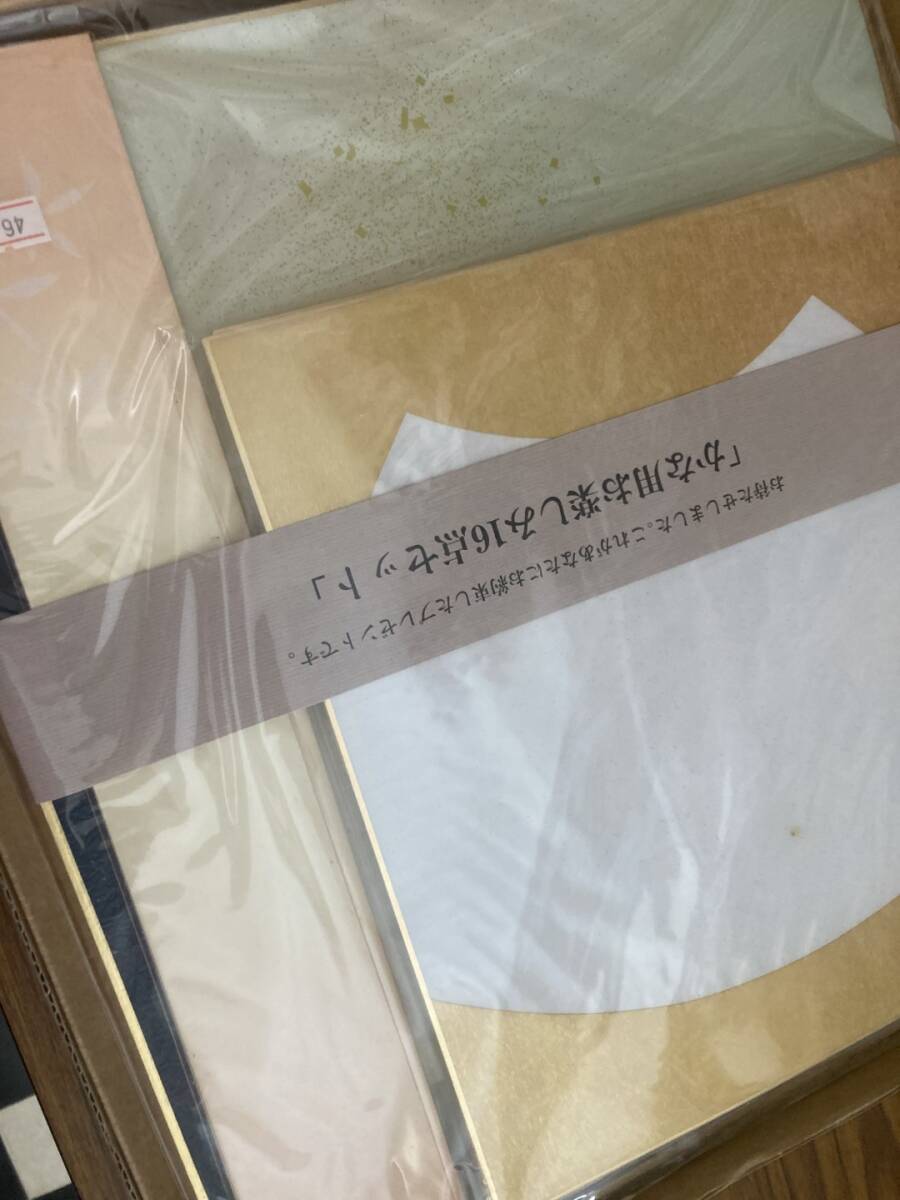 「かな用お楽しみ16点セット」
お待たせしました。これがあなたにお約束したプレゼントです。
46